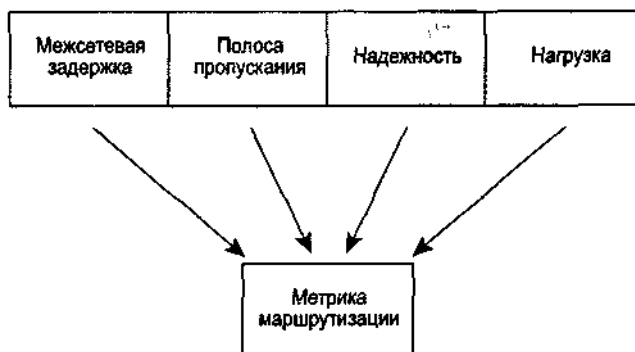 Межсетевая
задержка
Полоса
пропускания
Надежность
Нагрузка
Метрика
маршрутизации